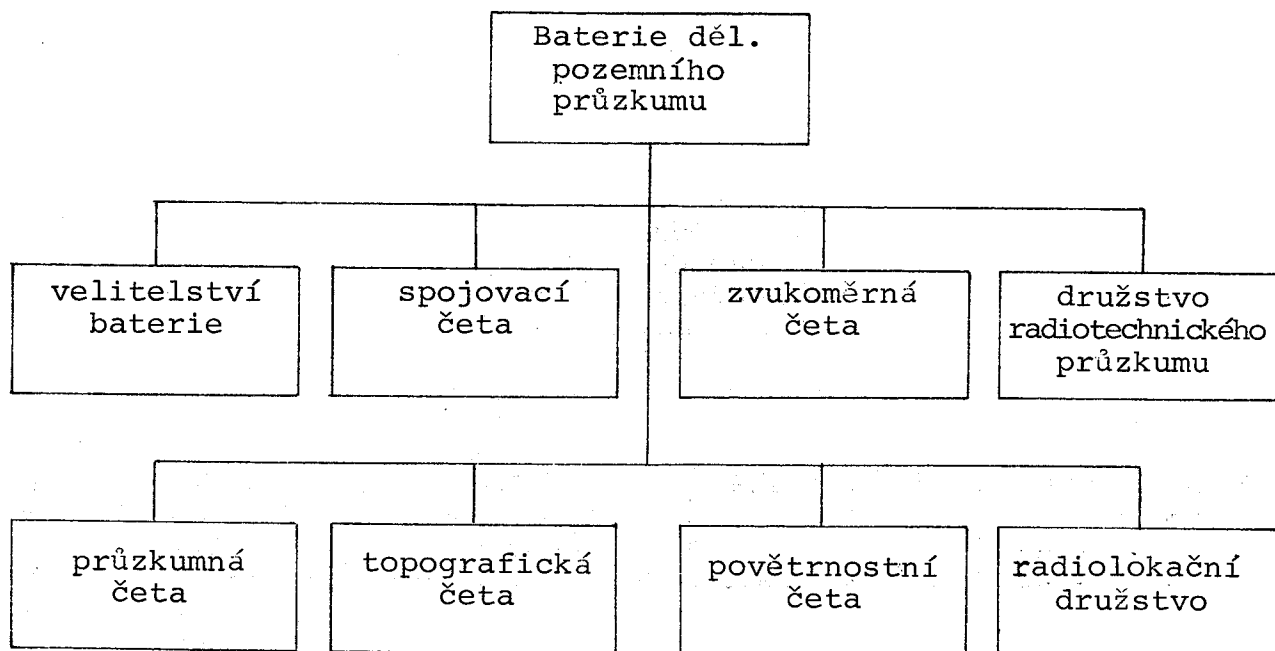 Baterie děl.
pozemního
průzkumu
velitelství
baterie
spojovací
četa
zvukoměrná
četa
družstvo
radiotechnického
průzkumu
průzkumná
četa
topografická
četa
povětrnostní
četa
radiolokační
družstvo